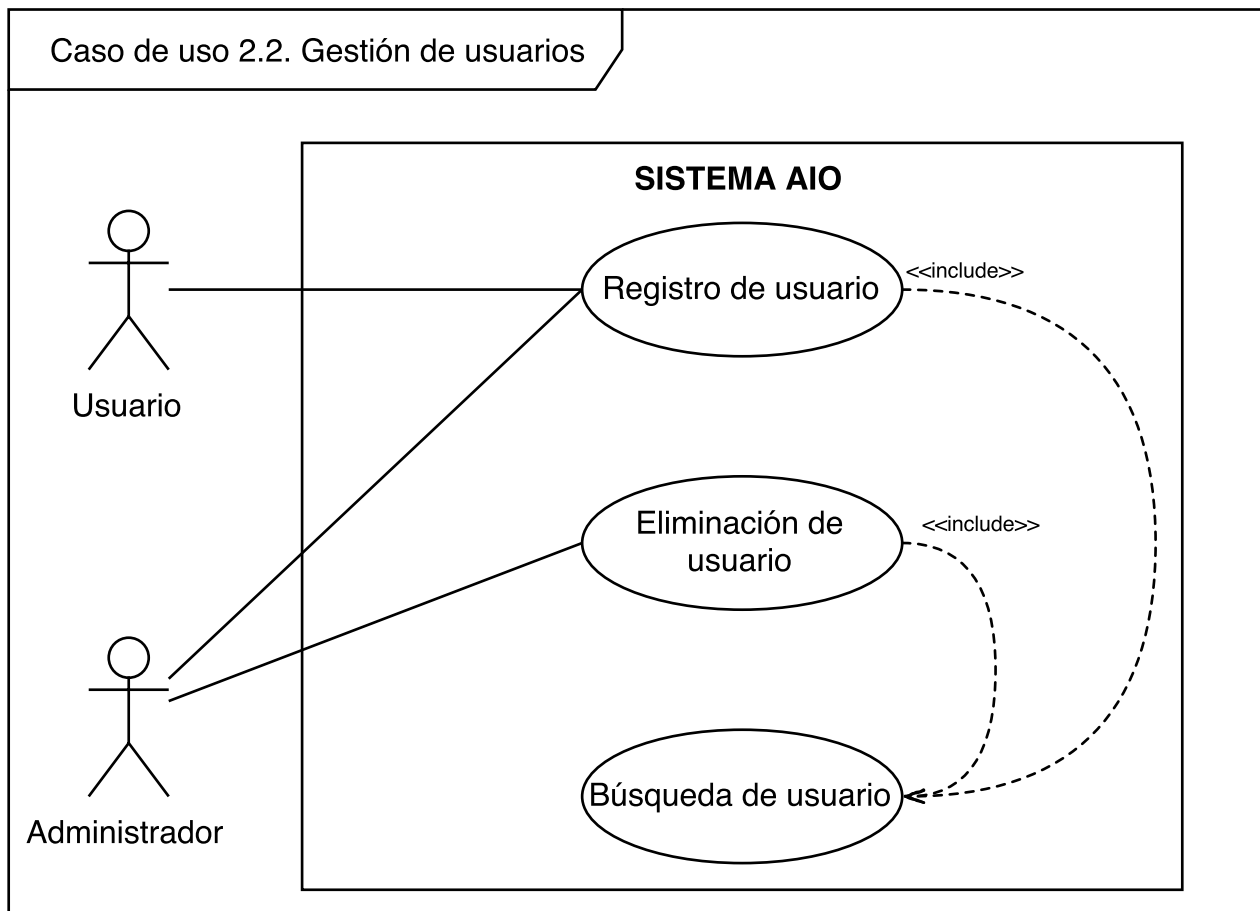 Caso de uso 2.2. Gestión de usuarios
SISTEMA AIO
Registro de usuario
<<include>>
Usuario
Eliminación de
usuario
<<include>>
Búsqueda de usuario
Administrador